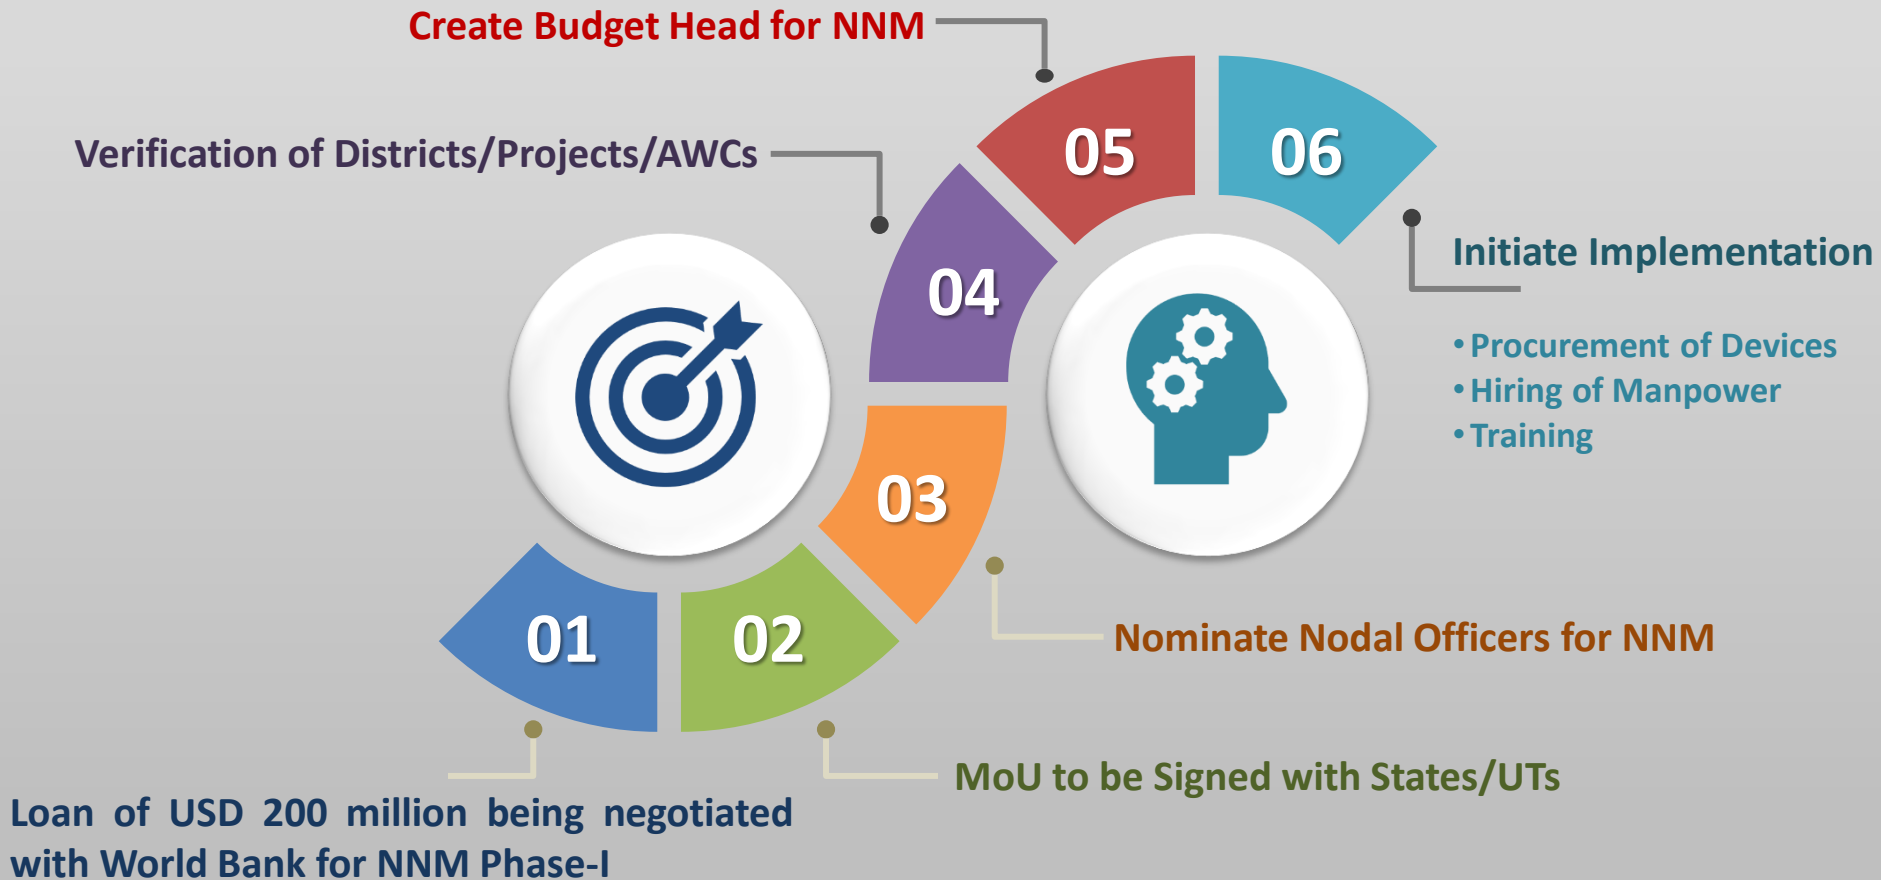 Create Budget Head for NNM
Verification of Districts/Projects/AWCs
05
06
04
Initiate Implementation
• Procurement of Devices
• Hiring of Manpower
• Training
03
01
02
Nominate Nodal Officers for NNM
MoU to be Signed with States/UTs
Loan of USD 200 million being negotiated
with World Bank for NNM Phase-I